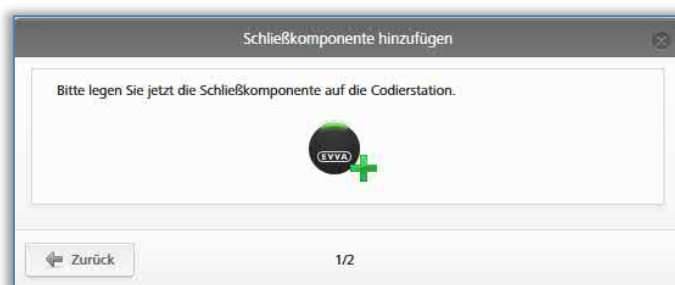 Schließkomponente hinzufügen
Bitte legen Sie jetzt die Schließkomponente auf die Codierstation.
EVVA
Zurück
1/2